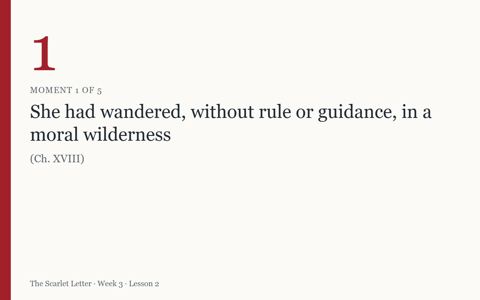 1
MOMENT 1 OF 5
She had wandered, without rule or guidance, in a
moral wilderness
(Ch. XVIII)
The Scarlet Letter · Week 3 · Lesson 2